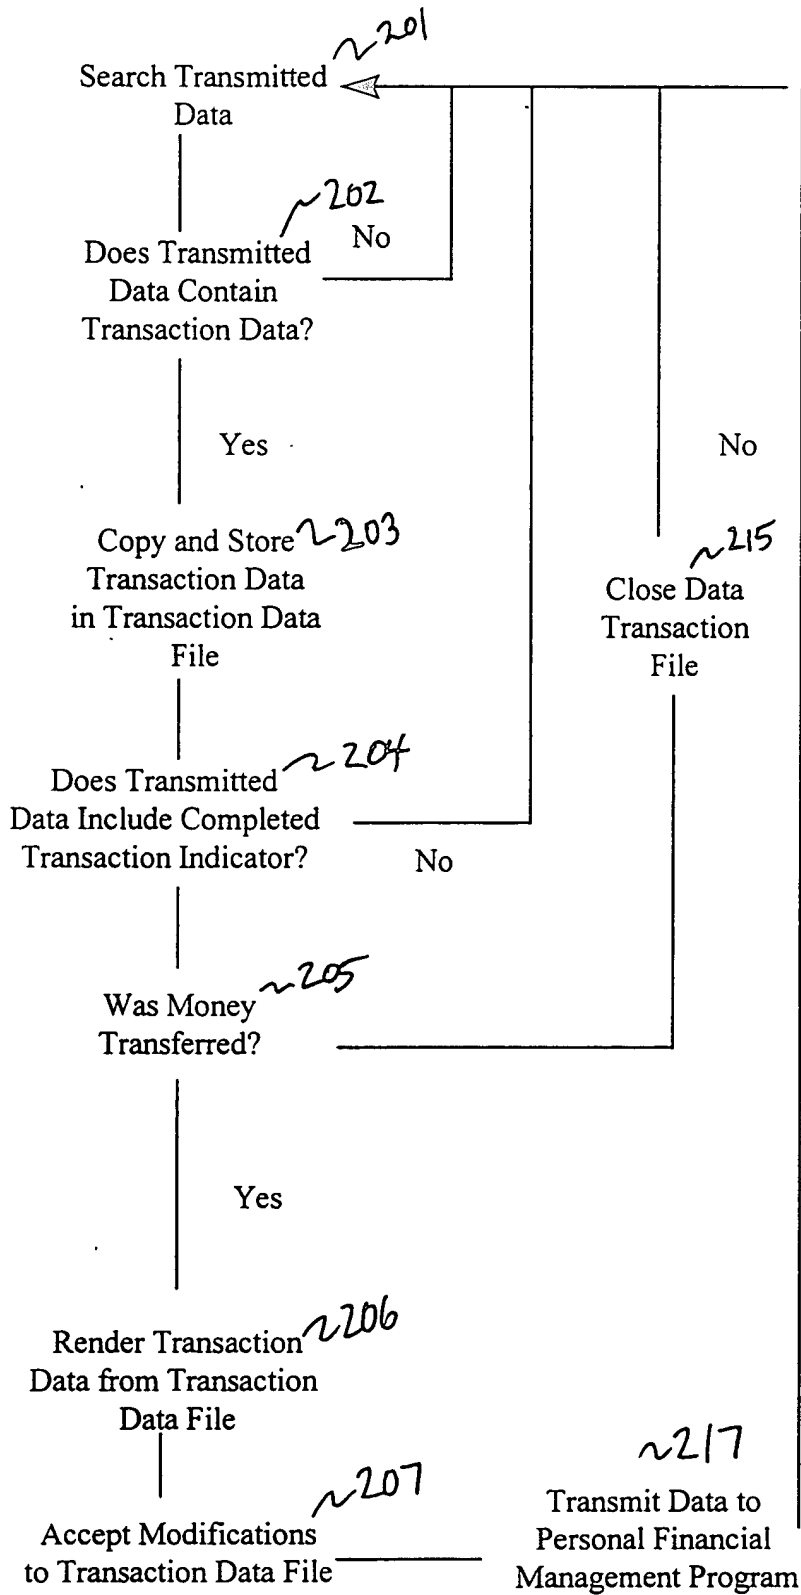 201
Search Transmitted
Data
202
No
Does Transmitted
Data Contain
Transaction Data?
Yes
No
Copy and Store
203
Transaction Data
in Transaction Data
File
215
Close Data
Transaction
File
204
Does Transmitted
Data Include Completed
Transaction Indicator?
No
205
Was Money
Transferred?
Yes
206
Render Transaction
Data from Transaction
Data File
207
Accept Modifications
to Transaction Data File
217
Transmit Data to
Personal Financial
Management Program